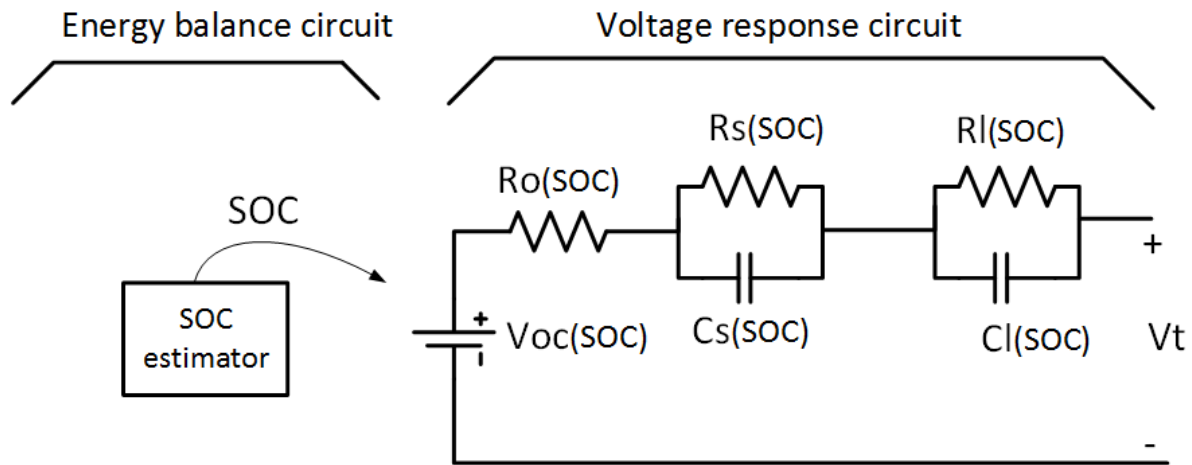 Energy balance circuit
Voltage response circuit
Rs(SOC)
Rl(SOC)
Ro(SOC)
SOC
+
SOC
estimator
+
Voc(SOC)
Cs(SOC)
Cl(SOC)
Vt
-